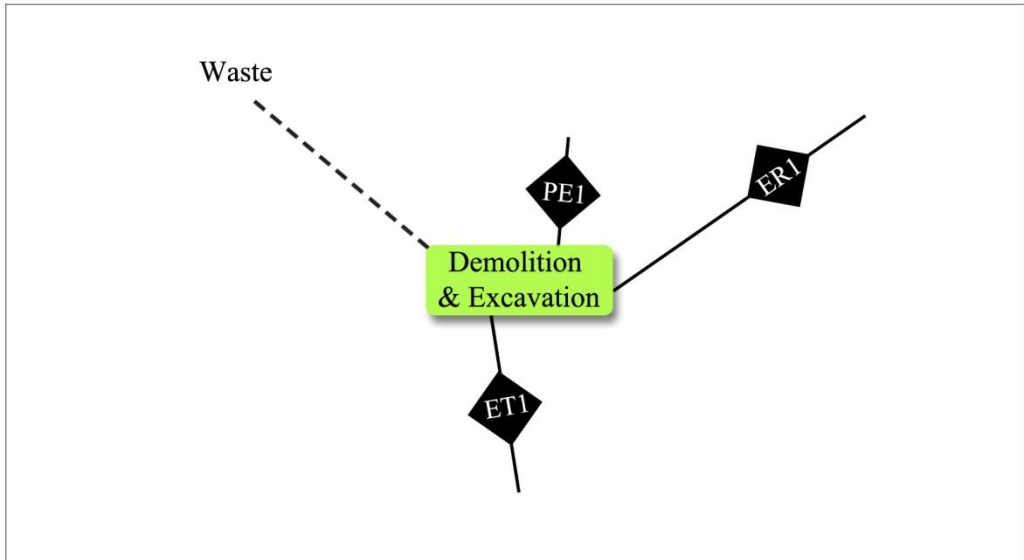 Waste
PE1
ER1
Demolition
& Excavation
ET1